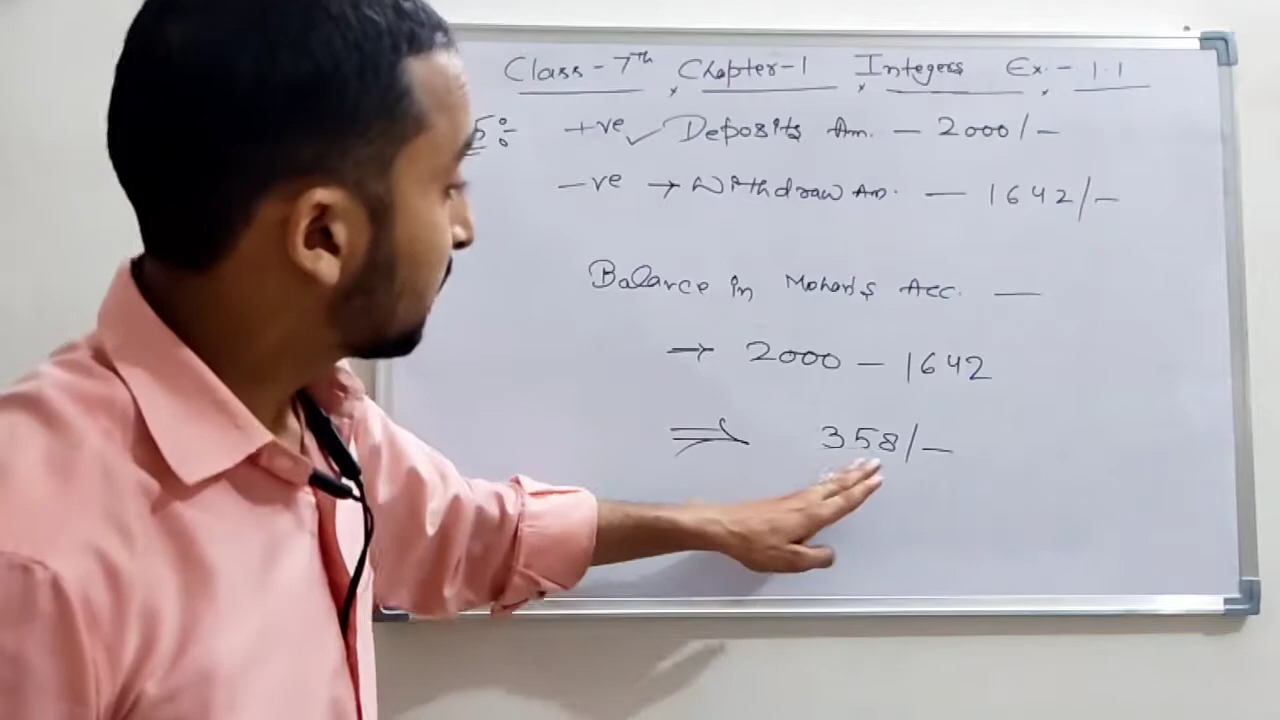 Class - 7th Chapter-1 Integers Ex. - 1.1
5:- +ve ✓ Deposits Am. — 2000/-
-ve → Withdraw Am. — 1642/-
Balance in Mohan's Acc. —
→ 2000 - 1642
⇒ 358/-